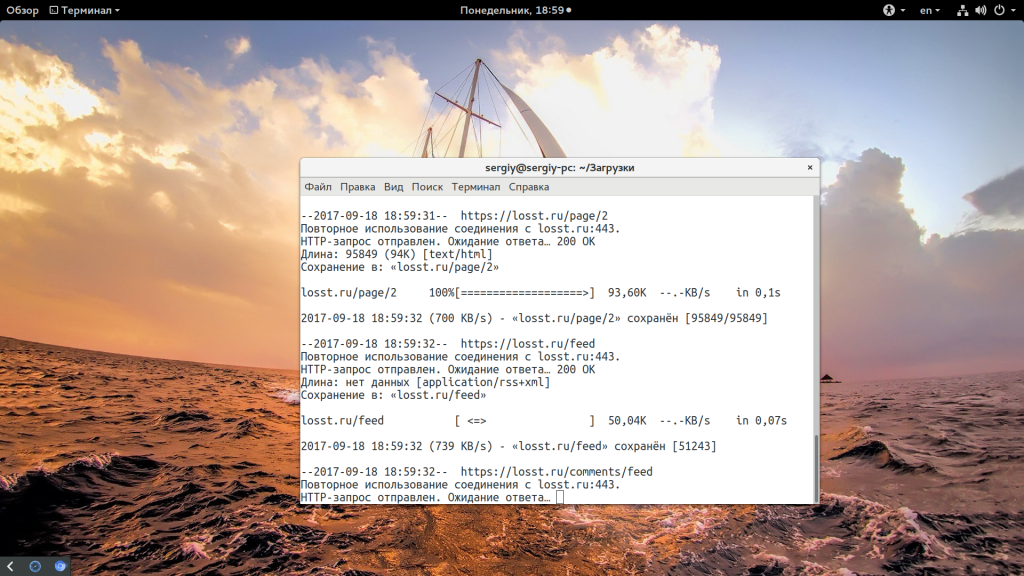 Обзор Терминал Понедельник, 18:59 en
sergiy@sergiy-pc: ~/Загрузки ×
Файл Правка Вид Поиск Терминал Справка
--2017-09-18 18:59:31--  https://losst.ru/page/2
Повторное использование соединения с losst.ru:443.
HTTP-запрос отправлен. Ожидание ответа… 200 OK
Длина: 95849 (94K) [text/html]
Сохранение в: «losst.ru/page/2»
losst.ru/page/2     100%[===================>]  93,60K  --.-KB/s    in 0,1s
2017-09-18 18:59:32 (700 KB/s) - «losst.ru/page/2» сохранён [95849/95849]
--2017-09-18 18:59:32--  https://losst.ru/feed
Повторное использование соединения с losst.ru:443.
HTTP-запрос отправлен. Ожидание ответа… 200 OK
Длина: нет данных [application/rss+xml]
Сохранение в: «losst.ru/feed»
losst.ru/feed           [ <=>                ]  50,04K  --.-KB/s    in 0,07s
2017-09-18 18:59:32 (739 KB/s) - «losst.ru/feed» сохранён [51243]
--2017-09-18 18:59:32--  https://losst.ru/comments/feed
Повторное использование соединения с losst.ru:443.
HTTP-запрос отправлен. Ожидание ответа…